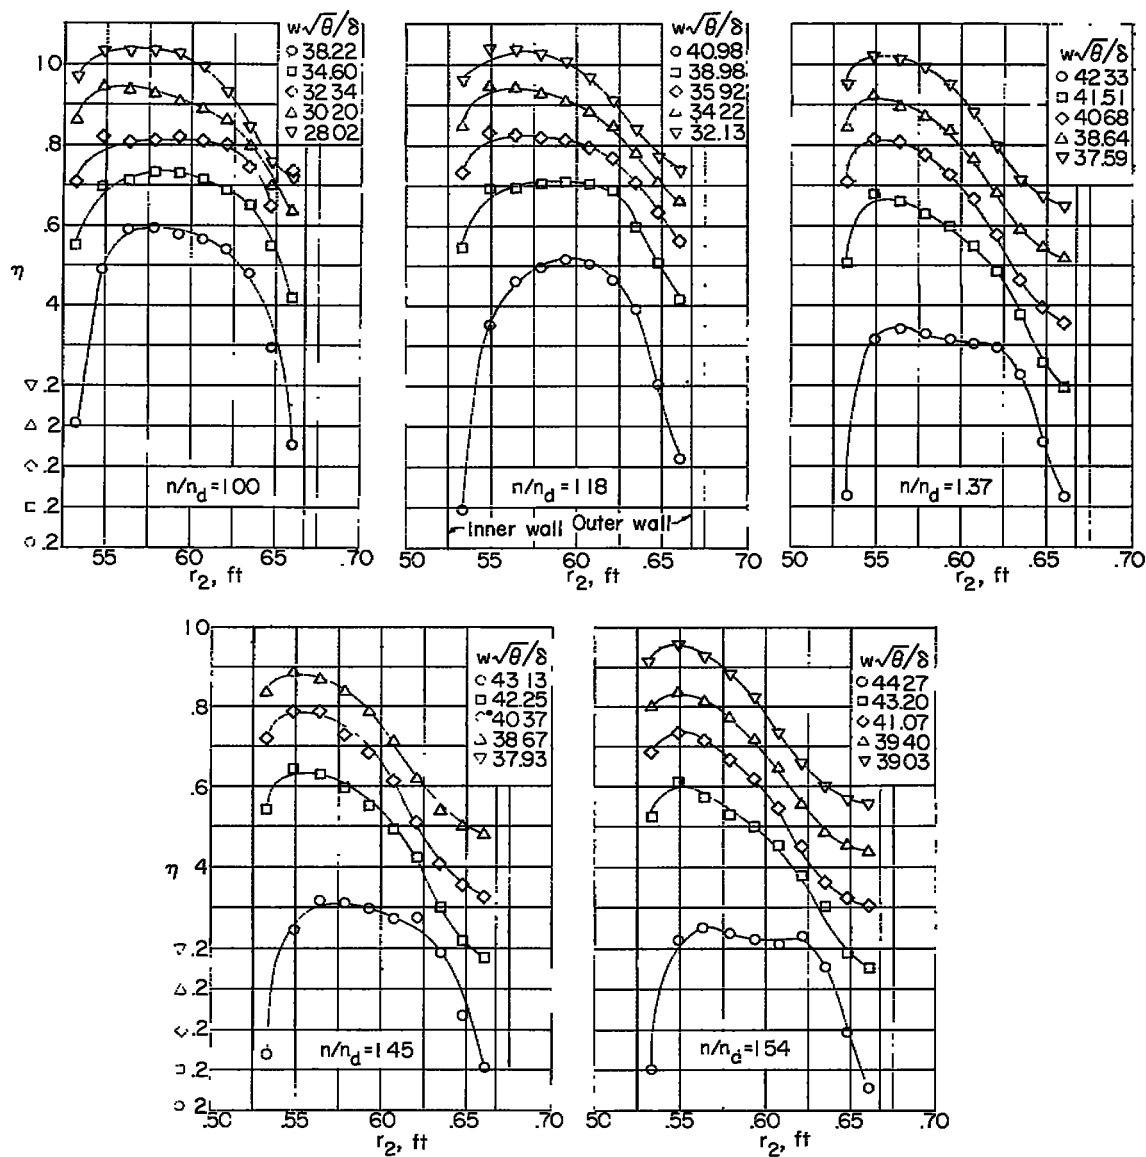 w√θ/δ
○ 38.22
□ 34.60
◇ 32 34
△ 30 20
▽ 28 02
w√θ/δ
○ 40.98
□ 38.98
◇ 35 92
△ 34 22
▽ 32.13
w√θ/δ
○ 42 33
□ 41.51
◇ 40 68
△ 38.64
▽ 37.59
1 0
.8
.6
η
4
▽ .2
△ .2
◇ .2
□ .2
○ .2
n/n_d = 1 00
n/n_d = 1 18
n/n_d = 1.37
Inner wall Outer wall
55 .60 .65 .70
50 .55 .60 .65 .70
50 .55 .60 .65 .70
r₂, ft
r₂, ft
r₂, ft
w√θ/δ
○ 43 13
□ 42.25
◇ 40 37
△ 38 67
▽ 37.93
w√θ/δ
○ 44 27
□ 43.20
◇ 41.07
△ 39 40
▽ 39 03
1 0
.8
.6
η
4
▽ .2
△ .2
◇ .2
□ .2
○ 2
n/n_d = 1 45
n/n_d = 1 54
.50 .55 .60 .65 .70
50 .55 .60 .65 .70
r₂, ft
r₂, ft